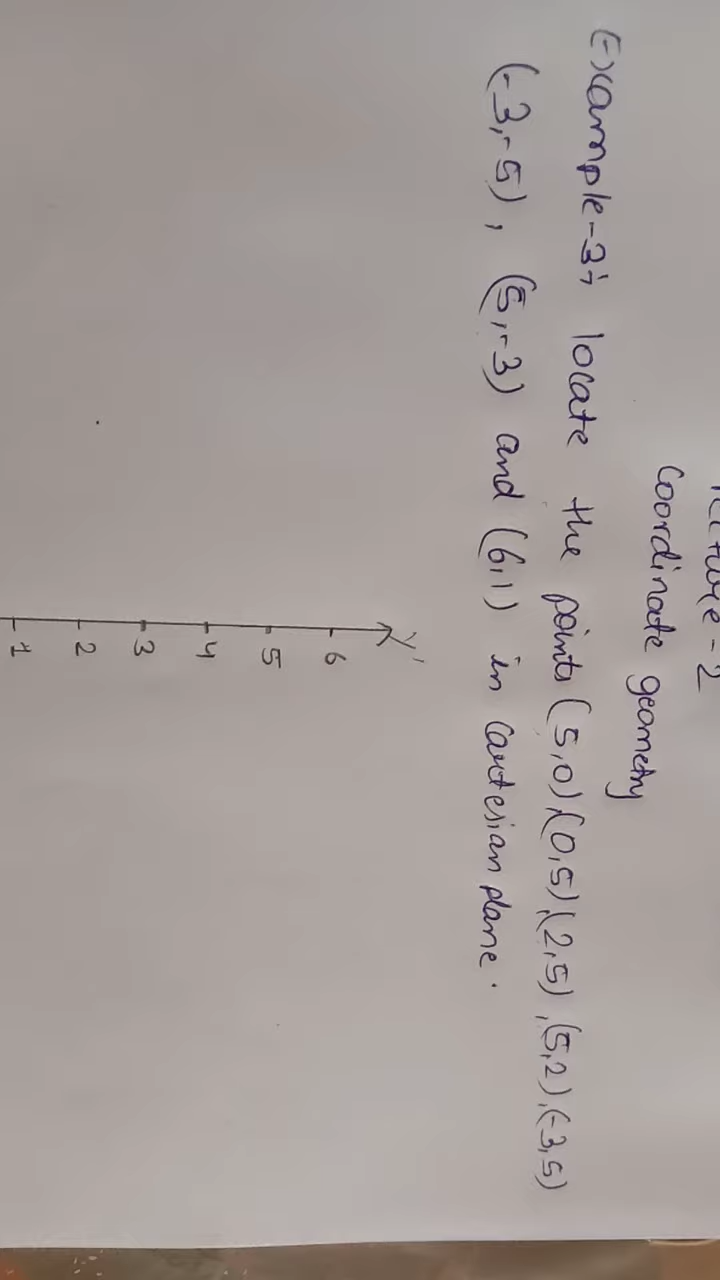 - 2
Coordinate geometry
Example-3: locate the points (5,0),(0,5),(2,5),(5,2),(-3,5)
(-3,-5), (5,-3) and (6,1) in cartesian plane.
Y'
6
5
4
3
2
1